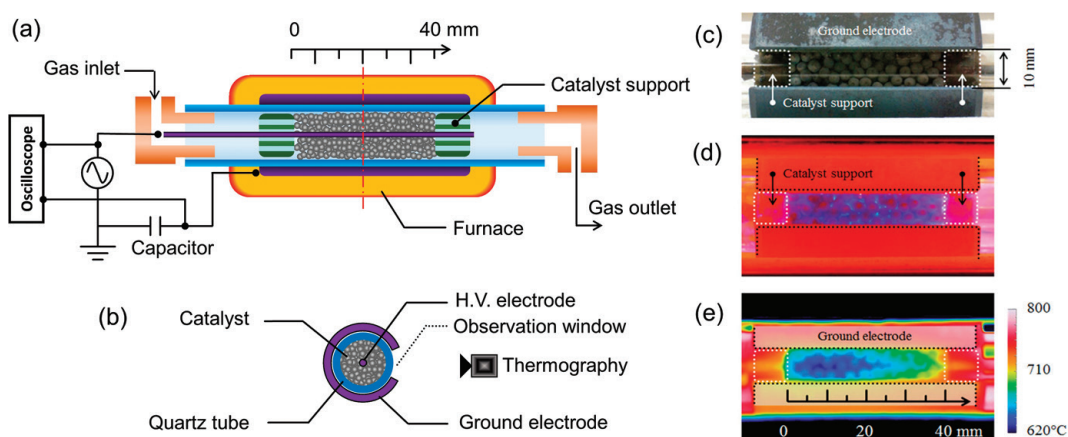 (a)
0
40 mm
Gas inlet
Catalyst support
Oscilloscope
Capacitor
Furnace
Gas outlet
(b)
Catalyst
H.V. electrode
Observation window
Thermography
Quartz tube
Ground electrode
(c)
Ground electrode
Catalyst support
10 mm
(d)
Catalyst support
(e)
Ground electrode
0
20
40 mm
800
710
620°C